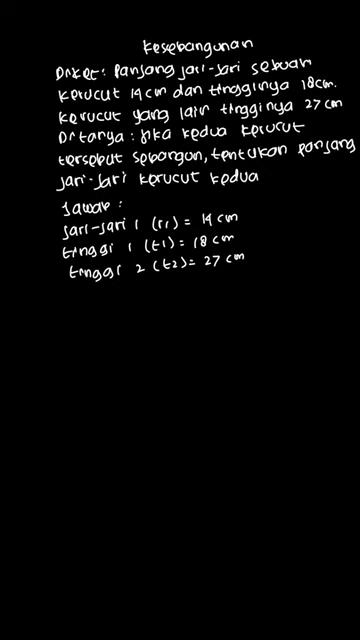 Kesebangunan
Diket: Panjang jari-jari sebuah
kerucut 14 cm dan tingginya 18 cm.
kerucut yang lain tingginya 27 cm
Ditanya: Jika kedua kerucut
tersebut sebangun, tentukan panjang
jari-jari kerucut kedua
Jawab:
Jari-jari 1 (r1) = 14 cm
tinggi 1 (t1) = 18 cm
tinggi 2 (t2) = 27 cm